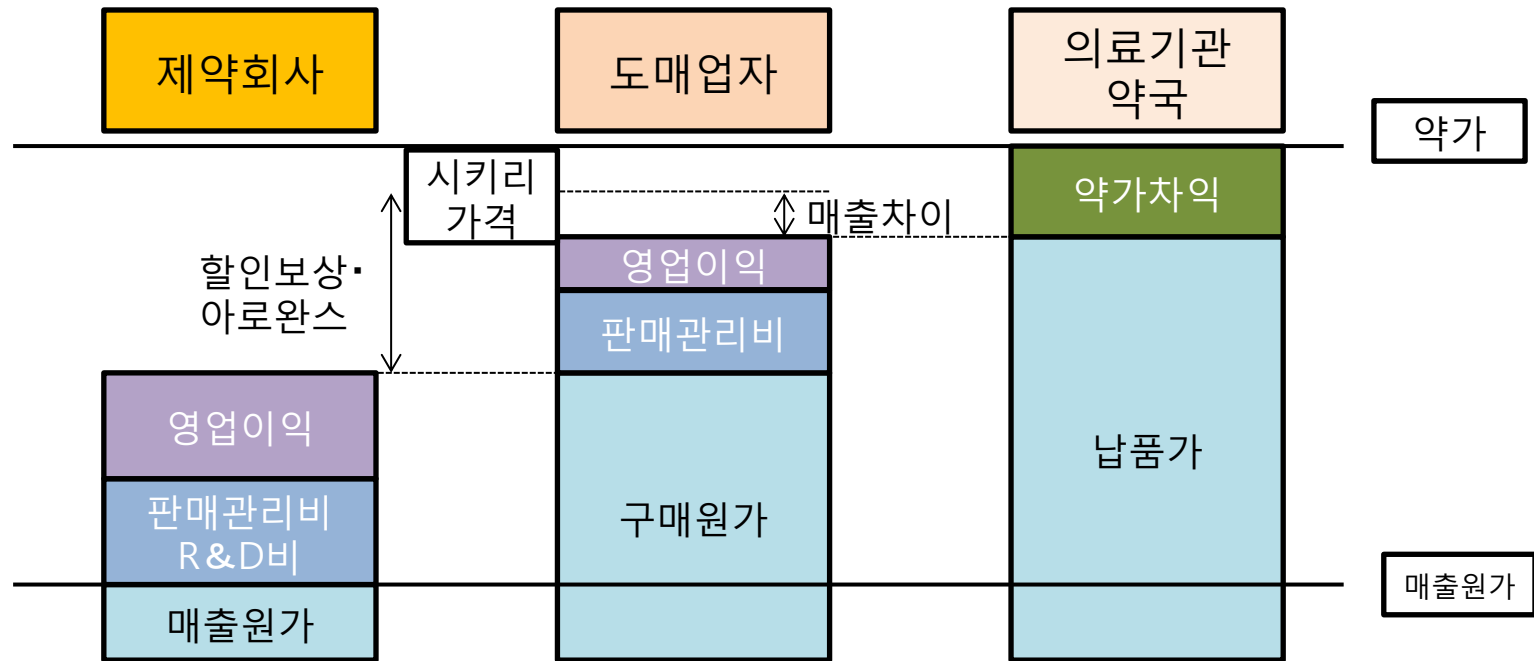 제약회사
도매업자
의료기관
약국
약가
시키리
가격
매출차이
약가차익
할인보상·
아로완스
영업이익
판매관리비
영업이익
판매관리비
R&D비
매출원가
구매원가
납품가
매출원가